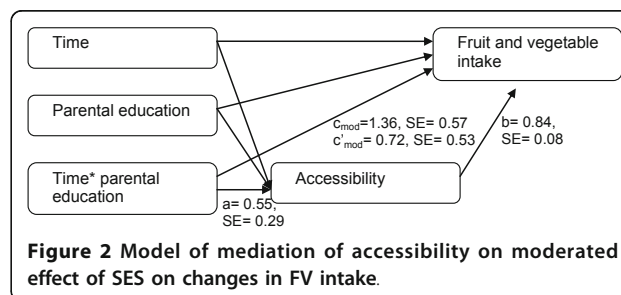 Time
Fruit and vegetable
intake
Parental education
c_mod=1.36, SE= 0.57
c'_mod= 0.72, SE= 0.53
b= 0.84,
SE= 0.08
Time* parental
education
Accessibility
a= 0.55,
SE= 0.29
Figure 2 Model of mediation of accessibility on moderated
effect of SES on changes in FV intake.